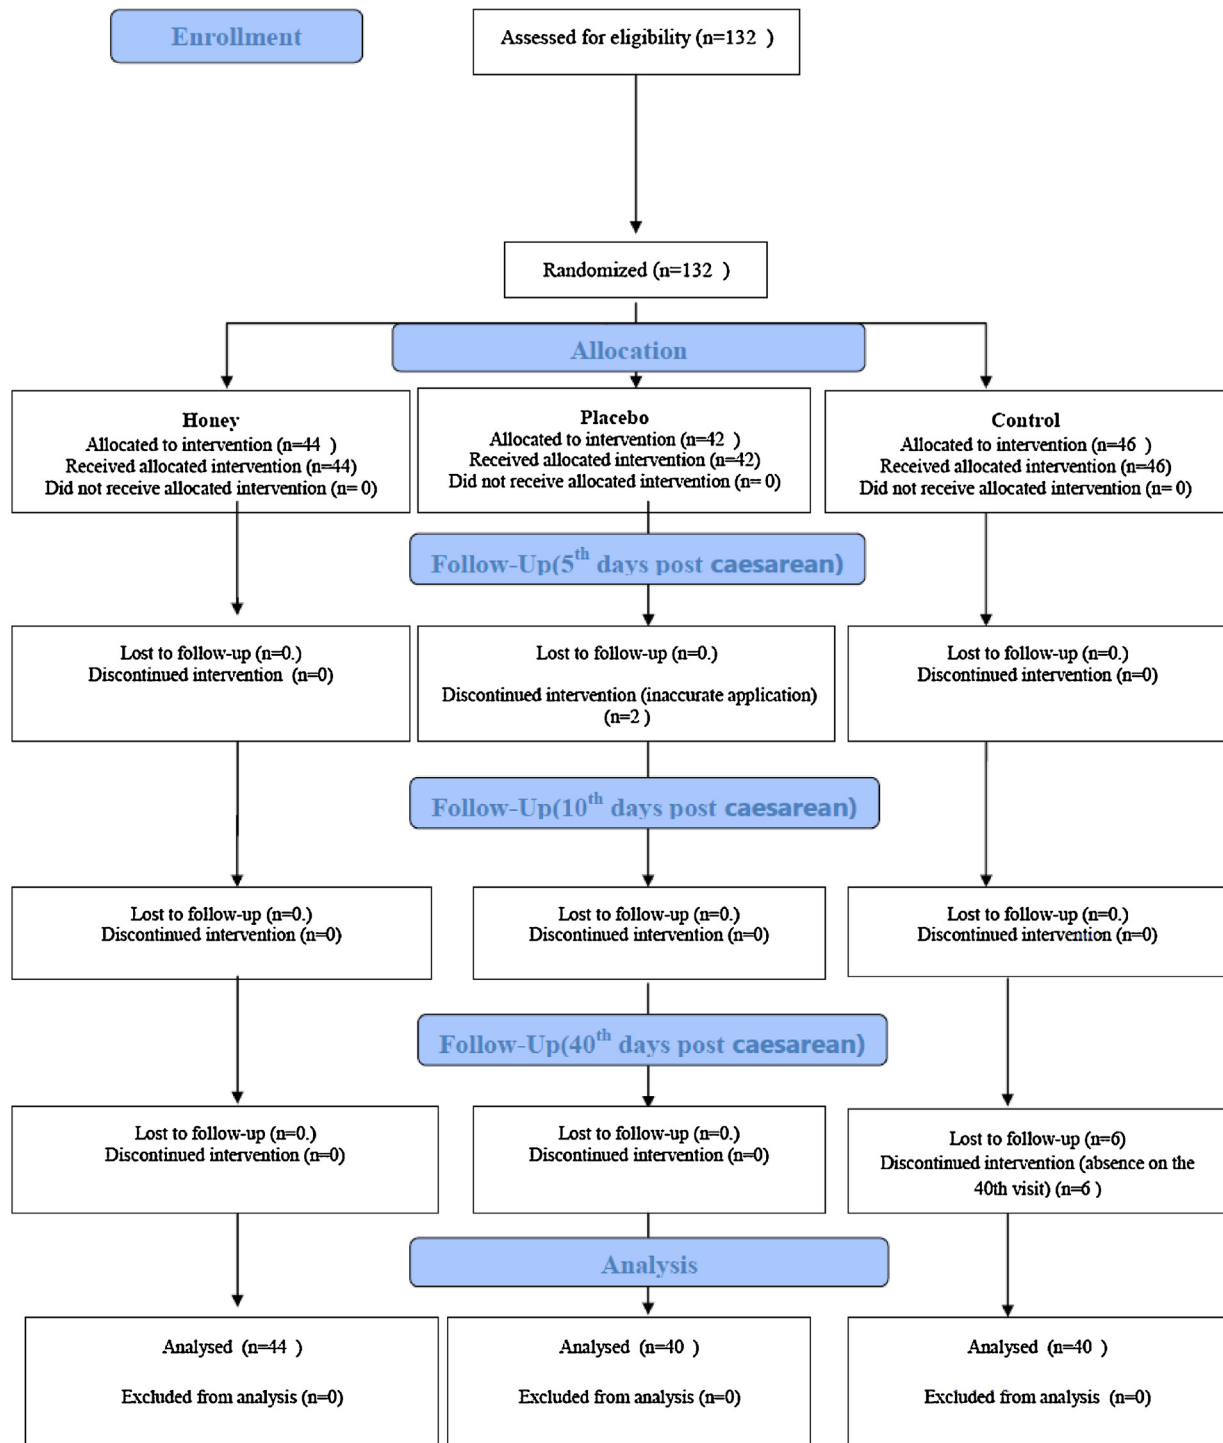 Enrollment
Assessed for eligibility (n=132 )
Randomized (n=132 )
Allocation
Honey
Allocated to intervention (n=44 )
Received allocated intervention (n=44)
Did not receive allocated intervention (n= 0)
Placebo
Allocated to intervention (n=42 )
Received allocated intervention (n=42)
Did not receive allocated intervention (n= 0)
Control
Allocated to intervention (n=46 )
Received allocated intervention (n=46)
Did not receive allocated intervention (n= 0)
Follow-Up(5th days post caesarean)
Lost to follow-up (n=0.)
Discontinued intervention (n=0)
Lost to follow-up (n=0.)
Discontinued intervention (inaccurate application)
(n=2 )
Lost to follow-up (n=0.)
Discontinued intervention (n=0)
Follow-Up(10th days post caesarean)
Lost to follow-up (n=0.)
Discontinued intervention (n=0)
Lost to follow-up (n=0.)
Discontinued intervention (n=0)
Lost to follow-up (n=0.)
Discontinued intervention (n=0)
Follow-Up(40th days post caesarean)
Lost to follow-up (n=0.)
Discontinued intervention (n=0)
Lost to follow-up (n=0.)
Discontinued intervention (n=0)
Lost to follow-up (n=6)
Discontinued intervention (absence on the
40th visit) (n=6 )
Analysis
Analysed (n=44 )
Excluded from analysis (n=0)
Analysed (n=40 )
Excluded from analysis (n=0)
Analysed (n=40 )
Excluded from analysis (n=0)